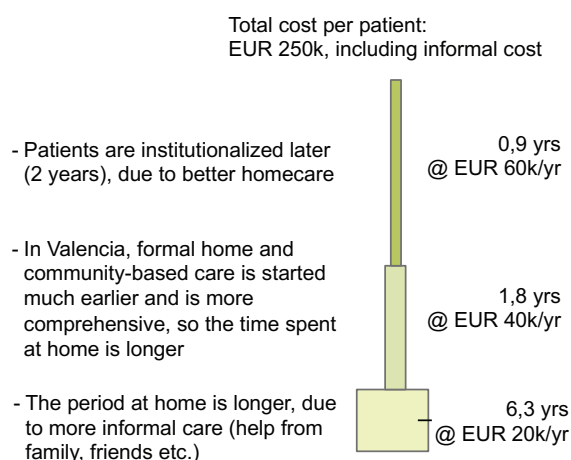 Total cost per patient:
EUR 250k, including informal cost
- Patients are institutionalized later
(2 years), due to better homecare
0,9 yrs
@ EUR 60k/yr
- In Valencia, formal home and
community-based care is started
much earlier and is more
comprehensive, so the time spent
at home is longer
1,8 yrs
@ EUR 40k/yr
- The period at home is longer, due
to more informal care (help from
family, friends etc.)
6,3 yrs
@ EUR 20k/yr